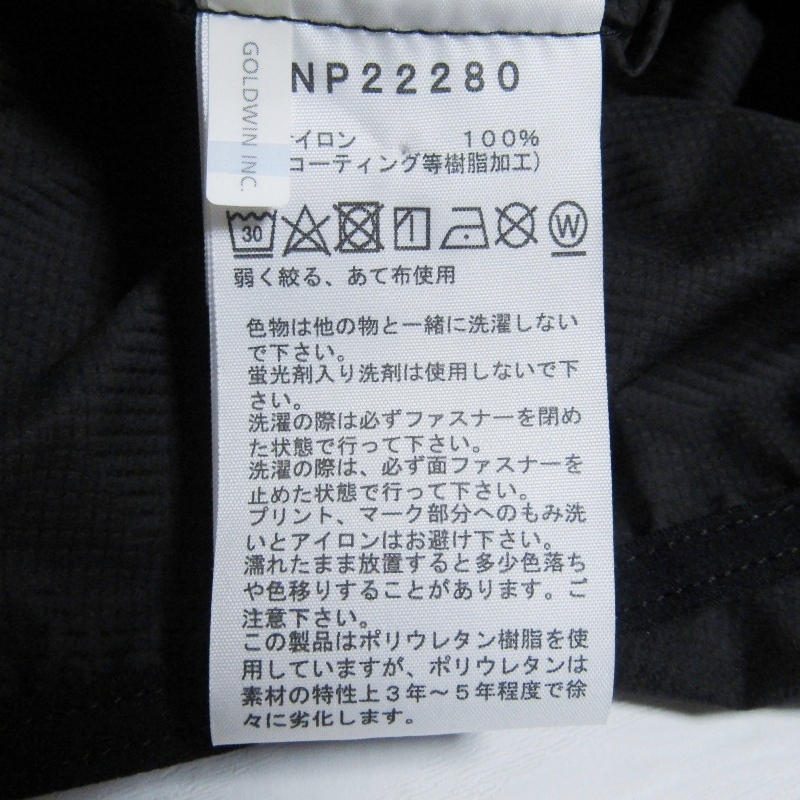 GOLDWIN INC.
NP22280
イロン 100%
コーティング等樹脂加工)
30 W
弱く絞る、あて布使用
色物は他の物と一緒に洗濯しない
で下さい。
蛍光剤入り洗剤は使用しないで下
さい。
洗濯の際は必ずファスナーを閉め
た状態で行って下さい。
洗濯の際は、必ず面ファスナーを
止めた状態で行って下さい。
プリント、マーク部分へのもみ洗
いとアイロンはお避け下さい。
濡れたまま放置すると多少色落ち
や色移りすることがあります。ご
注意下さい。
この製品はポリウレタン樹脂を使
用していますが、ポリウレタンは
素材の特性上3年~5年程度で徐
々に劣化します。